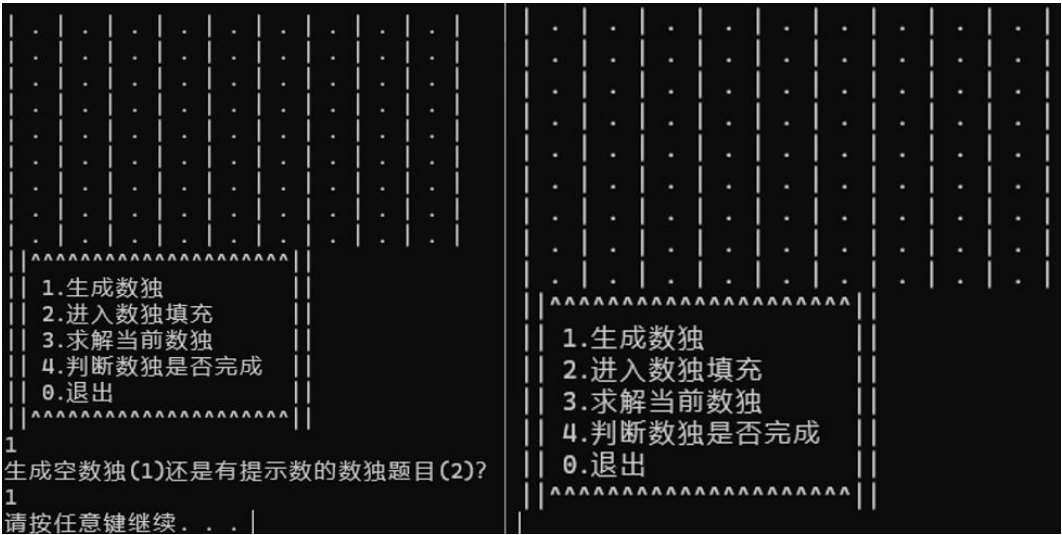 | . | . | . | . | . | . | . | . | . |
| . | . | . | . | . | . | . | . | . |
| . | . | . | . | . | . | . | . | . |
| . | . | . | . | . | . | . | . | . |
| . | . | . | . | . | . | . | . | . |
| . | . | . | . | . | . | . | . | . |
| . | . | . | . | . | . | . | . | . |
| . | . | . | . | . | . | . | . | . |
| . | . | . | . | . | . | . | . | . |
||^^^^^^^^^^^^^^^^^^^^^||
|| 1.生成数独 ||
|| 2.进入数独填充 ||
|| 3.求解当前数独 ||
|| 4.判断数独是否完成 ||
|| 0.退出 ||
||^^^^^^^^^^^^^^^^^^^^^||
1
生成空数独(1)还是有提示数的数独题目(2)?
1
请按任意键继续. . .
| . | . | . | . | . | . | . | . | . |
| . | . | . | . | . | . | . | . | . |
| . | . | . | . | . | . | . | . | . |
| . | . | . | . | . | . | . | . | . |
| . | . | . | . | . | . | . | . | . |
| . | . | . | . | . | . | . | . | . |
| . | . | . | . | . | . | . | . | . |
| . | . | . | . | . | . | . | . | . |
| . | . | . | . | . | . | . | . | . |
||^^^^^^^^^^^^^^^^^^^^^||
|| 1.生成数独 ||
|| 2.进入数独填充 ||
|| 3.求解当前数独 ||
|| 4.判断数独是否完成 ||
|| 0.退出 ||
||^^^^^^^^^^^^^^^^^^^^^||